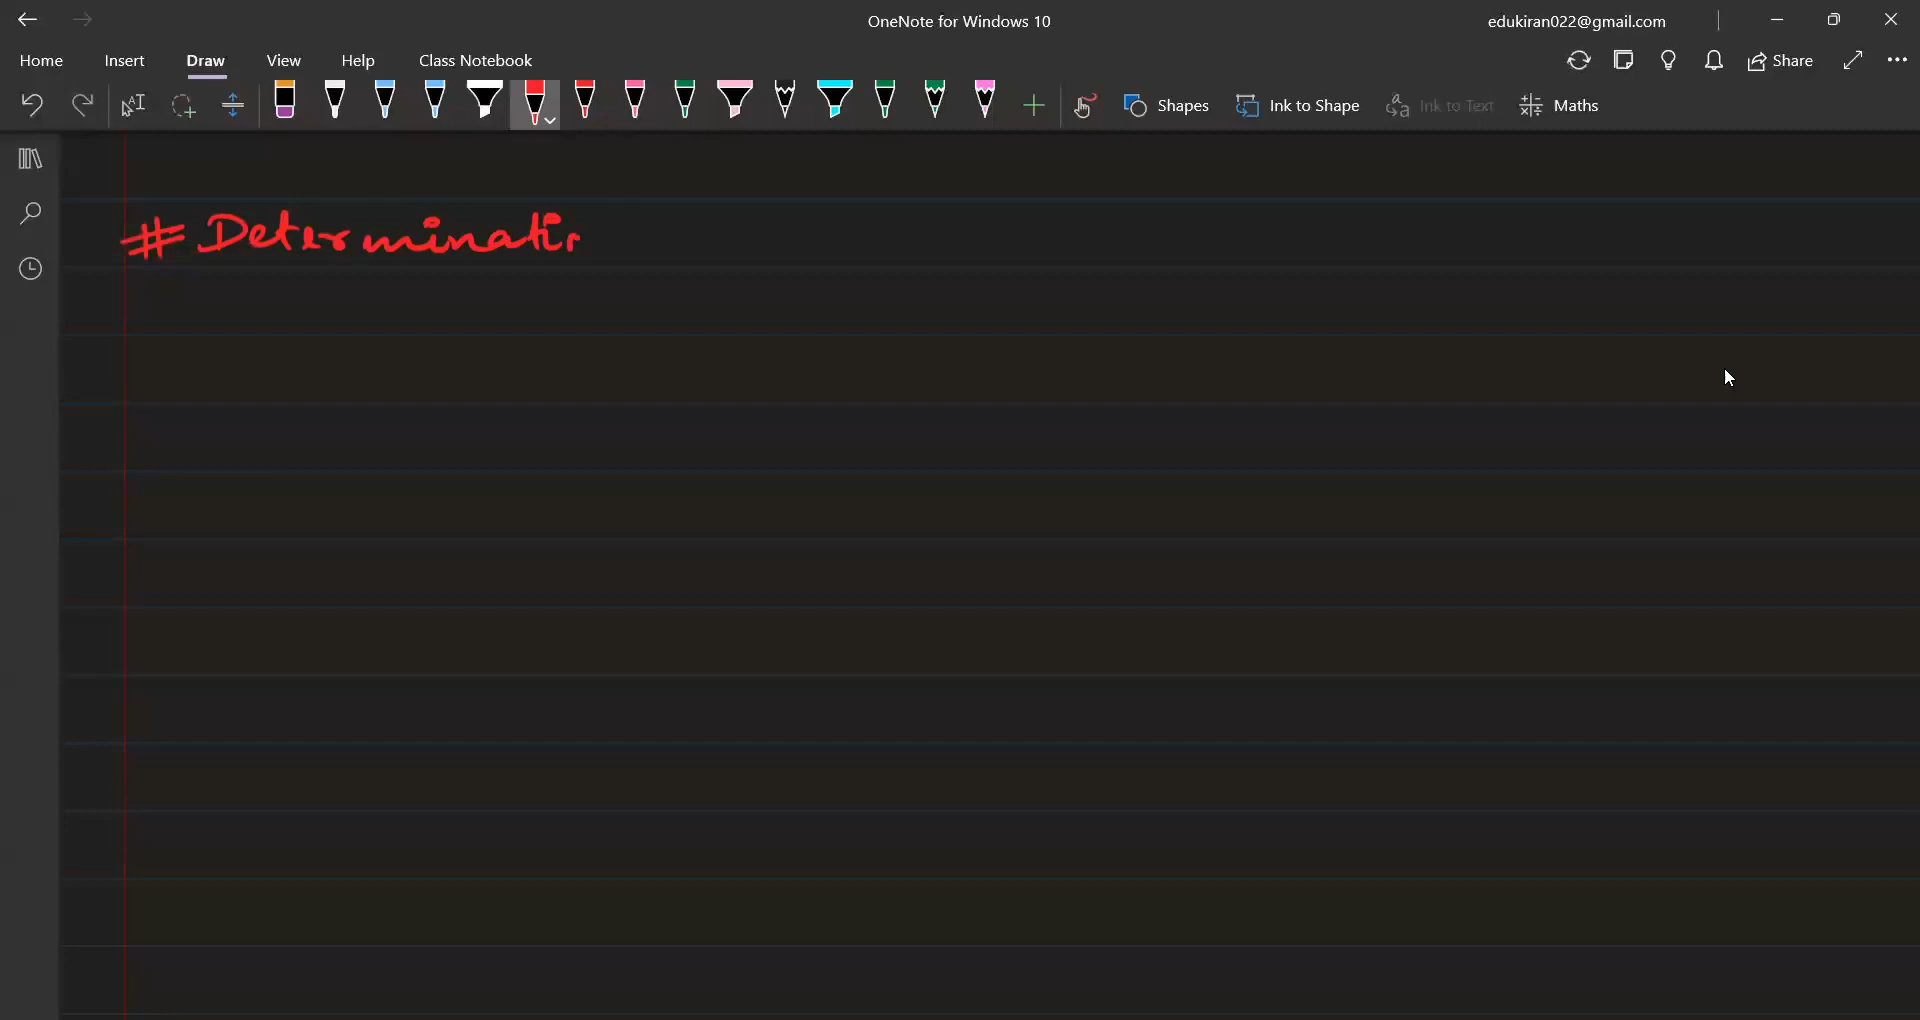 OneNote for Windows 10
edukiran022@gmail.com
Home Insert Draw View Help Class Notebook
Share
Shapes Ink to Shape Ink to Text Maths
# Determinati